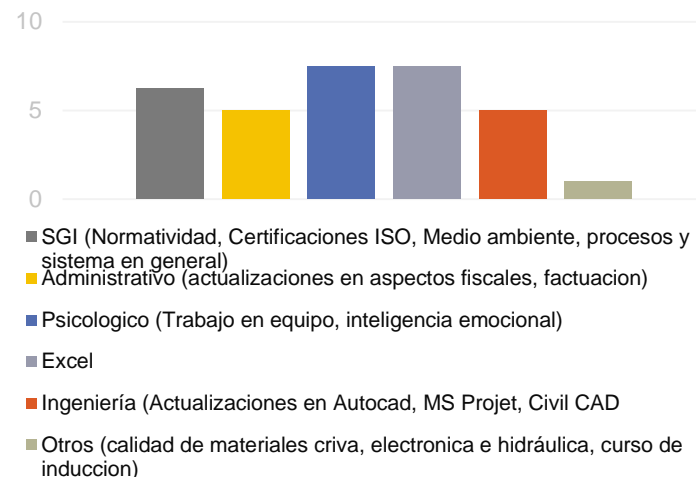 10
5
0
SGI (Normatividad, Certificaciones ISO, Medio ambiente, procesos y
sistema en general)
Administrativo (actualizaciones en aspectos fiscales, factuacion)
Psicologico (Trabajo en equipo, inteligencia emocional)
Excel
Ingeniería (Actualizaciones en Autocad, MS Projet, Civil CAD
Otros (calidad de materiales criva, electronica e hidráulica, curso de
induccion)